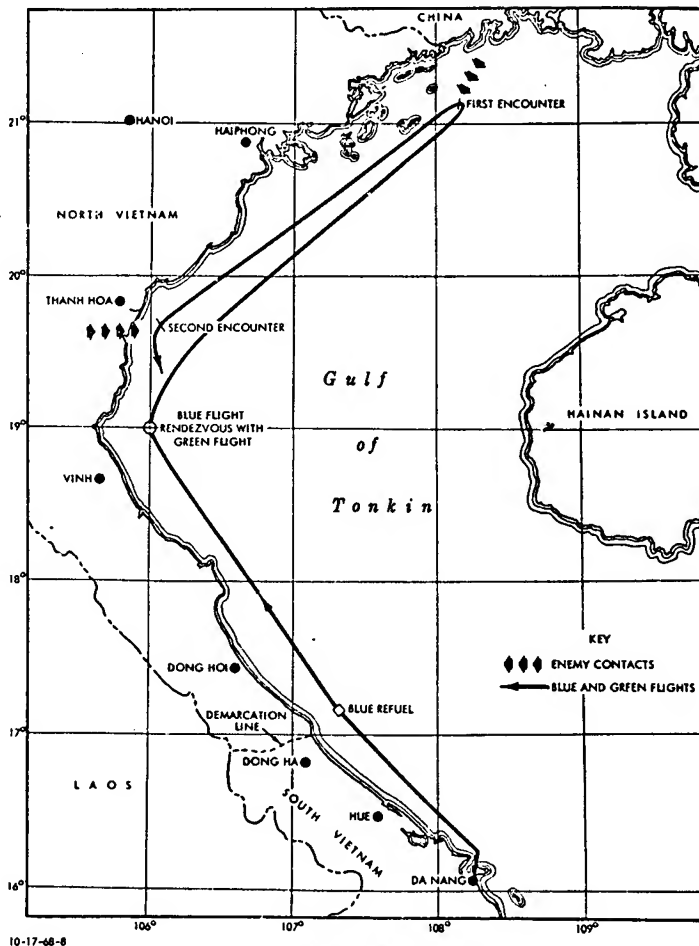 CHINA
FIRST ENCOUNTER
21°
HANOI
HAIPHONG
NORTH VIETNAM
20°
THANH HOA
SECOND ENCOUNTER
Gulf
of
Tonkin
HAINAN ISLAND
BLUE FLIGHT
RENDEZVOUS WITH
GREEN FLIGHT
19°
VINH
18°
KEY
ENEMY CONTACTS
BLUE AND GREEN FLIGHTS
DONG HOI
BLUE REFUEL
DEMARCATION
LINE
17°
DONG HA
LAOS
SOUTH VIETNAM
HUE
DA NANG
16°
106°
107°
108°
109°
10-17-68-8